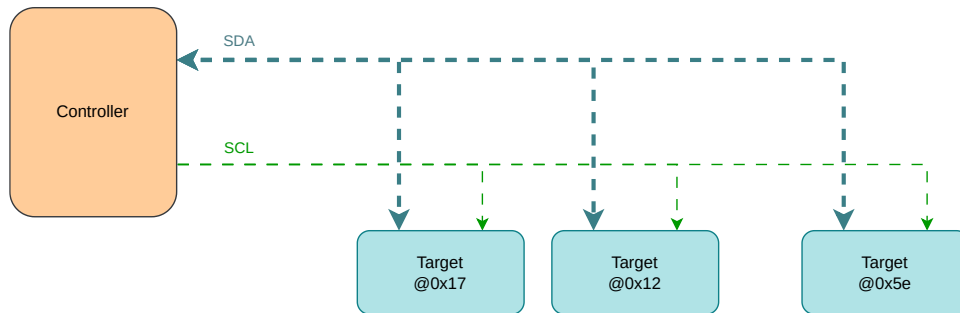 SDA
Controller
SCL
Target
@0x17
Target
@0x12
Target
@0x5e